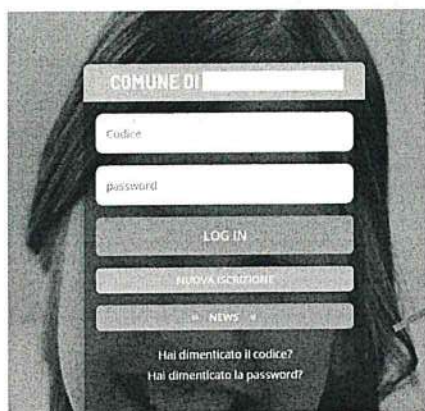 COMUNE DI
Codice
password
LOG IN
NUOVA ISCRIZIONE
» NEWS «
Hai dimenticato il codice?
Hai dimenticato la password?